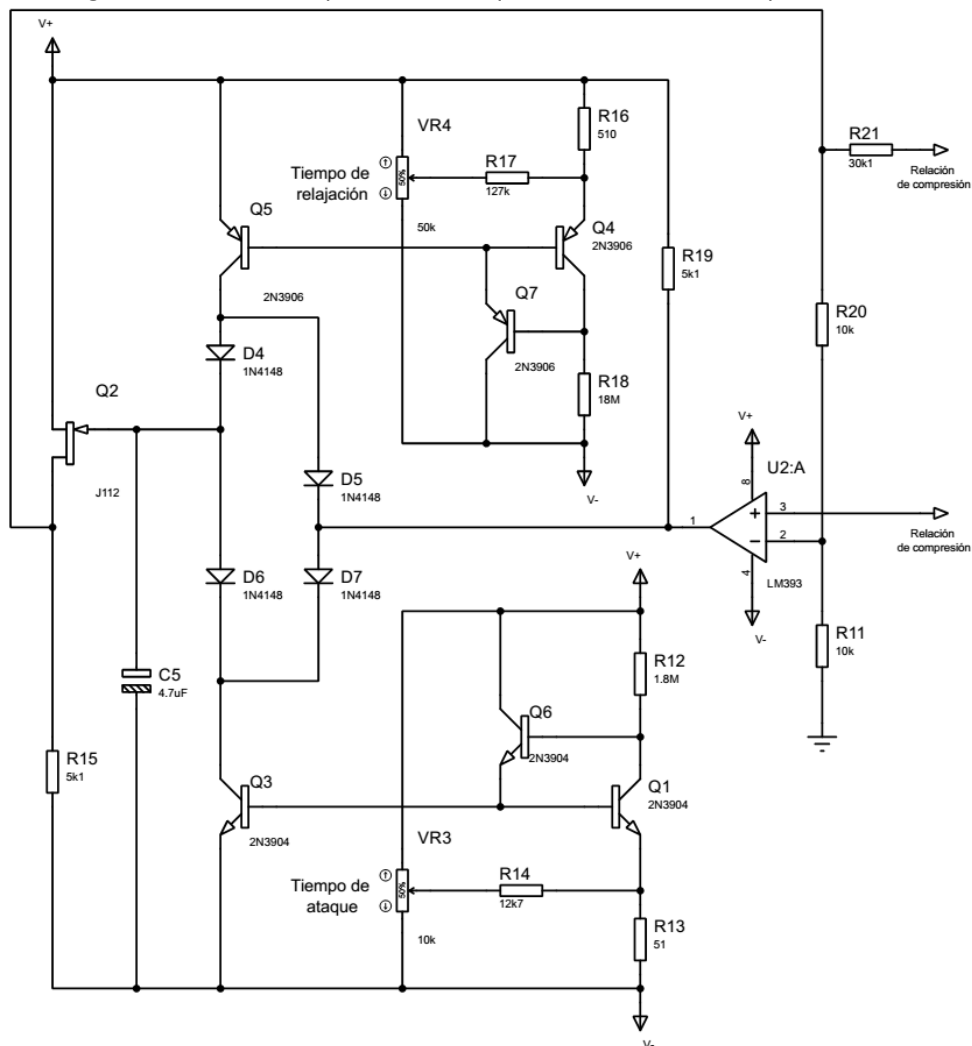 V+
VR4
R16
510
R21
30k1
Relación
de compresión
R17
127k
Tiempo de
relajación
50%
50k
Q5
2N3906
Q4
2N3906
R19
5k1
Q7
2N3906
R20
10k
D4
1N4148
R18
18M
Q2
J112
V+
U2:A
8
V-
D5
1N4148
1
3
2
4
LM393
Relación
de compresión
V-
V+
D6
1N4148
D7
1N4148
R11
10k
R12
1.8M
C5
4.7uF
Q6
2N3904
R15
5k1
Q3
2N3904
Q1
2N3904
VR3
R14
12k7
Tiempo de
ataque
50%
10k
R13
51
V-